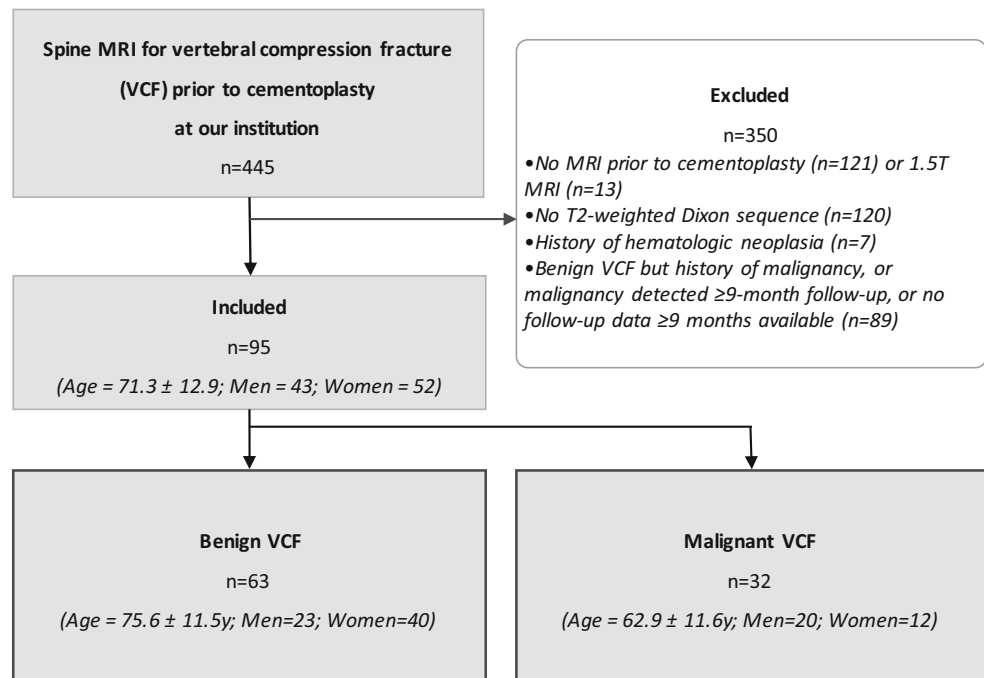 Spine MRI for vertebral compression fracture
(VCF) prior to cementoplasty
at our institution
n=445
Excluded
n=350
•No MRI prior to cementoplasty (n=121) or 1.5T
MRI (n=13)
•No T2-weighted Dixon sequence (n=120)
•History of hematologic neoplasia (n=7)
•Benign VCF but history of malignancy, or
malignancy detected ≥9-month follow-up, or no
follow-up data ≥9 months available (n=89)
Included
n=95
(Age = 71.3 ± 12.9; Men = 43; Women = 52)
Benign VCF
n=63
(Age = 75.6 ± 11.5y; Men=23; Women=40)
Malignant VCF
n=32
(Age = 62.9 ± 11.6y; Men=20; Women=12)